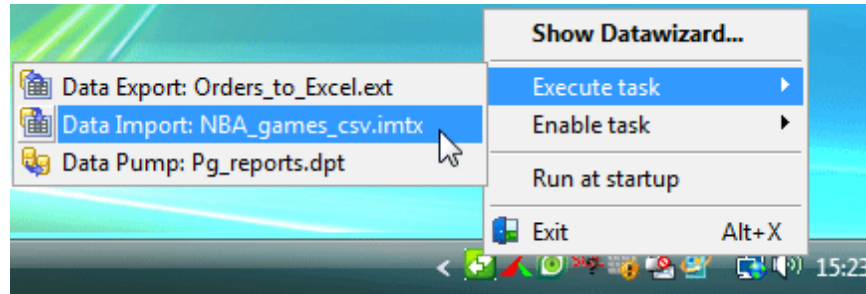 Show Datawizard...
Data Export: Orders_to_Excel.ext
Execute task
Data Import: NBA_games_csv.imtx
Enable task
Data Pump: Pg_reports.dpt
Run at startup
Exit Alt+X
< 15:23